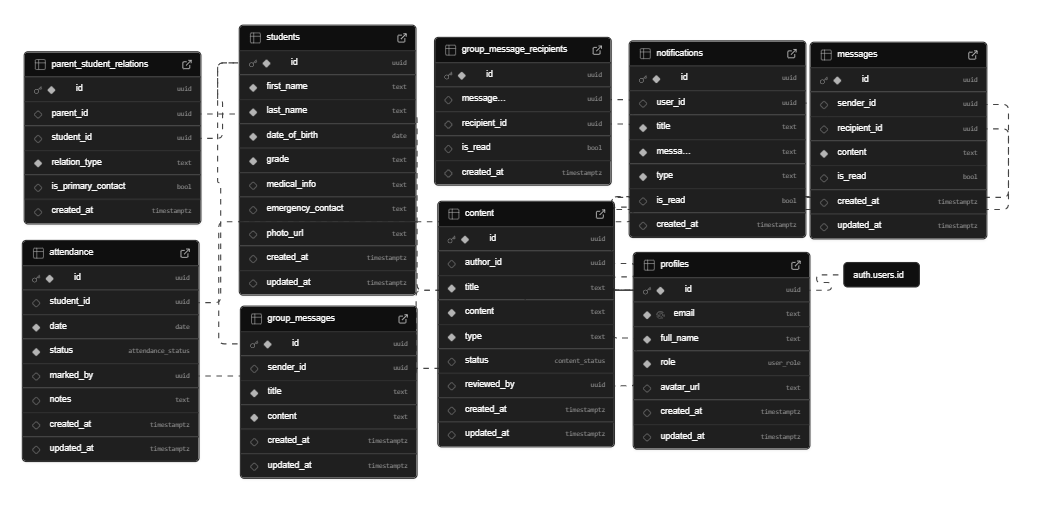 parent_student_relations
id uuid
parent_id uuid
student_id uuid
relation_type text
is_primary_contact bool
created_at timestamptz
students
id uuid
first_name text
last_name text
date_of_birth date
grade text
medical_info text
emergency_contact text
photo_url text
created_at timestamptz
updated_at timestamptz
group_message_recipients
id uuid
message... uuid
recipient_id uuid
is_read bool
created_at timestamptz
notifications
id uuid
user_id uuid
title text
messa... text
type text
is_read bool
created_at timestamptz
messages
id uuid
sender_id uuid
recipient_id uuid
content text
is_read bool
created_at timestamptz
updated_at timestamptz
attendance
id uuid
student_id uuid
date date
status attendance_status
marked_by uuid
notes text
created_at timestamptz
updated_at timestamptz
group_messages
id uuid
sender_id uuid
title text
content text
created_at timestamptz
updated_at timestamptz
content
id uuid
author_id uuid
title text
content text
type text
status content_status
reviewed_by uuid
created_at timestamptz
updated_at timestamptz
profiles
id uuid
email text
full_name text
role user_role
avatar_url text
created_at timestamptz
updated_at timestamptz
auth.users.id